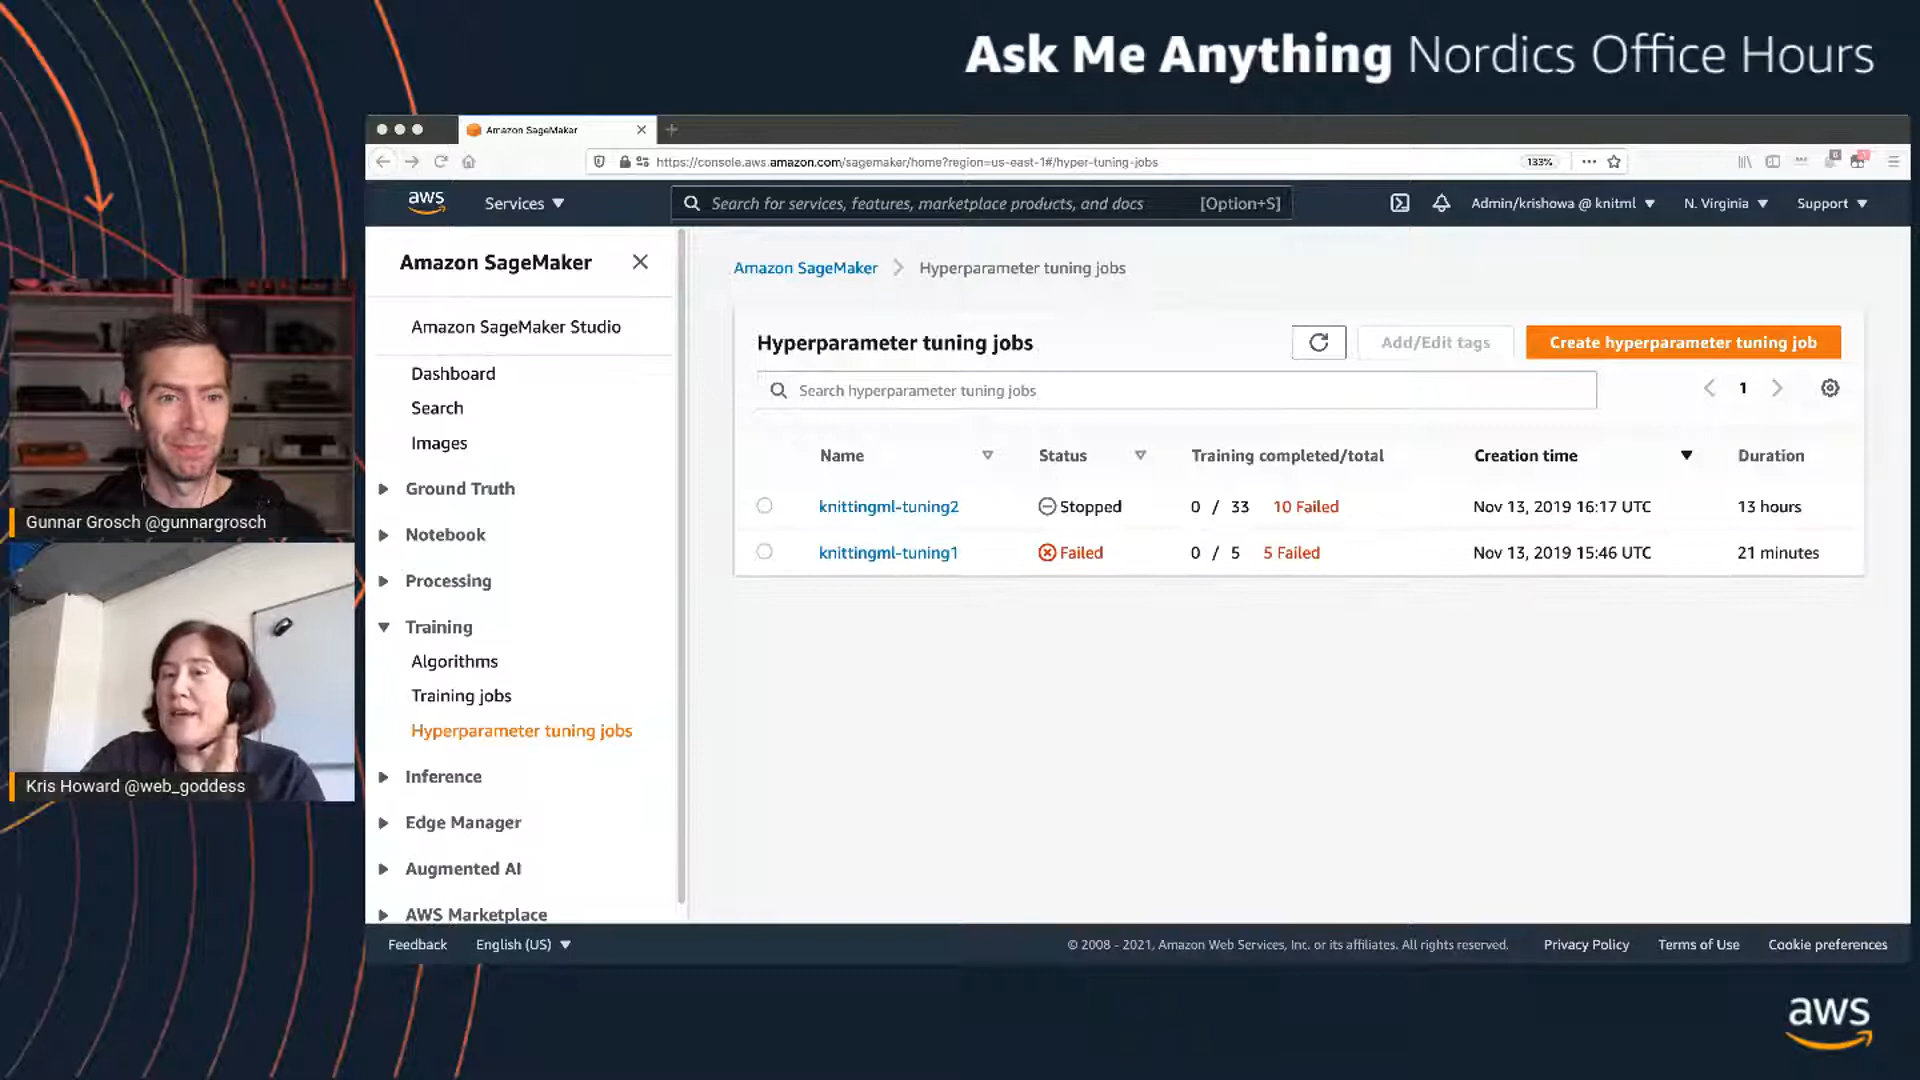 Ask Me Anything Nordics Office Hours
Amazon SageMaker
https://console.aws.amazon.com/sagemaker/home?region=us-east-1#/hyper-tuning-jobs
133%
aws
Services
Search for services, features, marketplace products, and docs
[Option+S]
Admin/krishowa @ knitml
N. Virginia
Support
Amazon SageMaker
Amazon SageMaker Studio
Dashboard
Search
Images
Ground Truth
Notebook
Processing
Training
Algorithms
Training jobs
Hyperparameter tuning jobs
Inference
Edge Manager
Augmented AI
AWS Marketplace
Amazon SageMaker
Hyperparameter tuning jobs
Hyperparameter tuning jobs
Add/Edit tags
Create hyperparameter tuning job
Search hyperparameter tuning jobs
1
Name Status Training completed/total Creation time Duration
knittingml-tuning2 Stopped 0 / 33 10 Failed Nov 13, 2019 16:17 UTC 13 hours
knittingml-tuning1 Failed 0 / 5 5 Failed Nov 13, 2019 15:46 UTC 21 minutes
Gunnar Grosch @gunnargrosch
Kris Howard @web_goddess
Feedback
English (US)
© 2008 - 2021, Amazon Web Services, Inc. or its affiliates. All rights reserved.
Privacy Policy
Terms of Use
Cookie preferences
aws